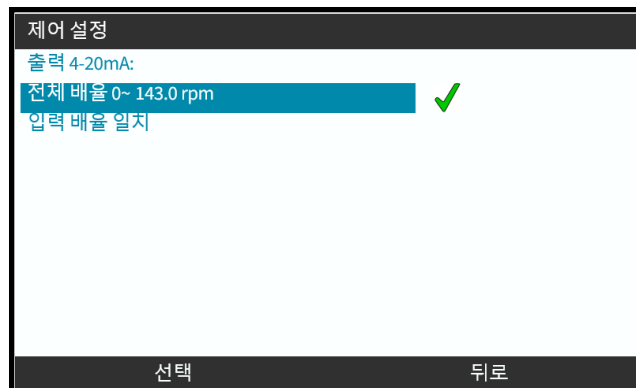 제어 설정
출력 4-20mA:
전체 배율 0~ 143.0 rpm
입력 배율 일치
선택 뒤로